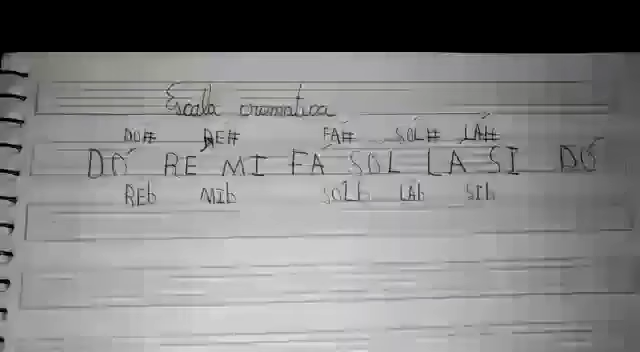 Escala cromatica
DO# RE# FA# SOL# LA#
DÓ RE MI FÁ SOL LA SI DÓ
REb MIb SOLb LAb SIb